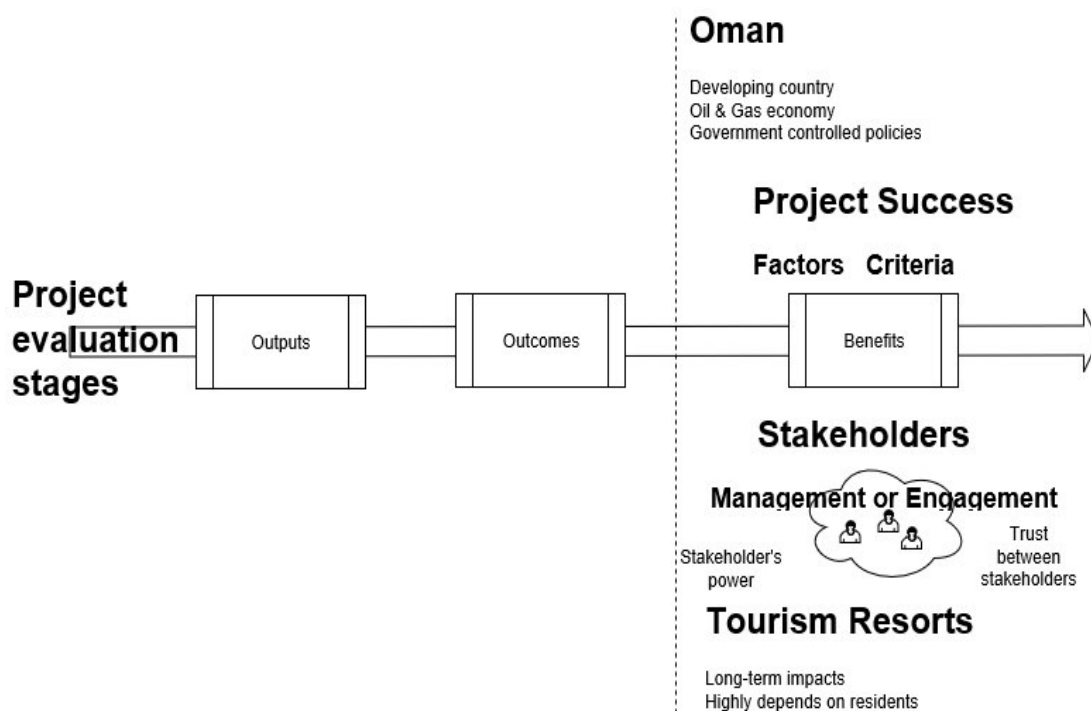 Oman
Developing country
Oil & Gas economy
Government controlled policies
Project Success
Factors Criteria
Project
evaluation
stages
Outputs
Outcomes
Benefits
Stakeholders
Management or Engagement
Stakeholder's
power
Trust
between
stakeholders
Tourism Resorts
Long-term impacts
Highly depends on residents